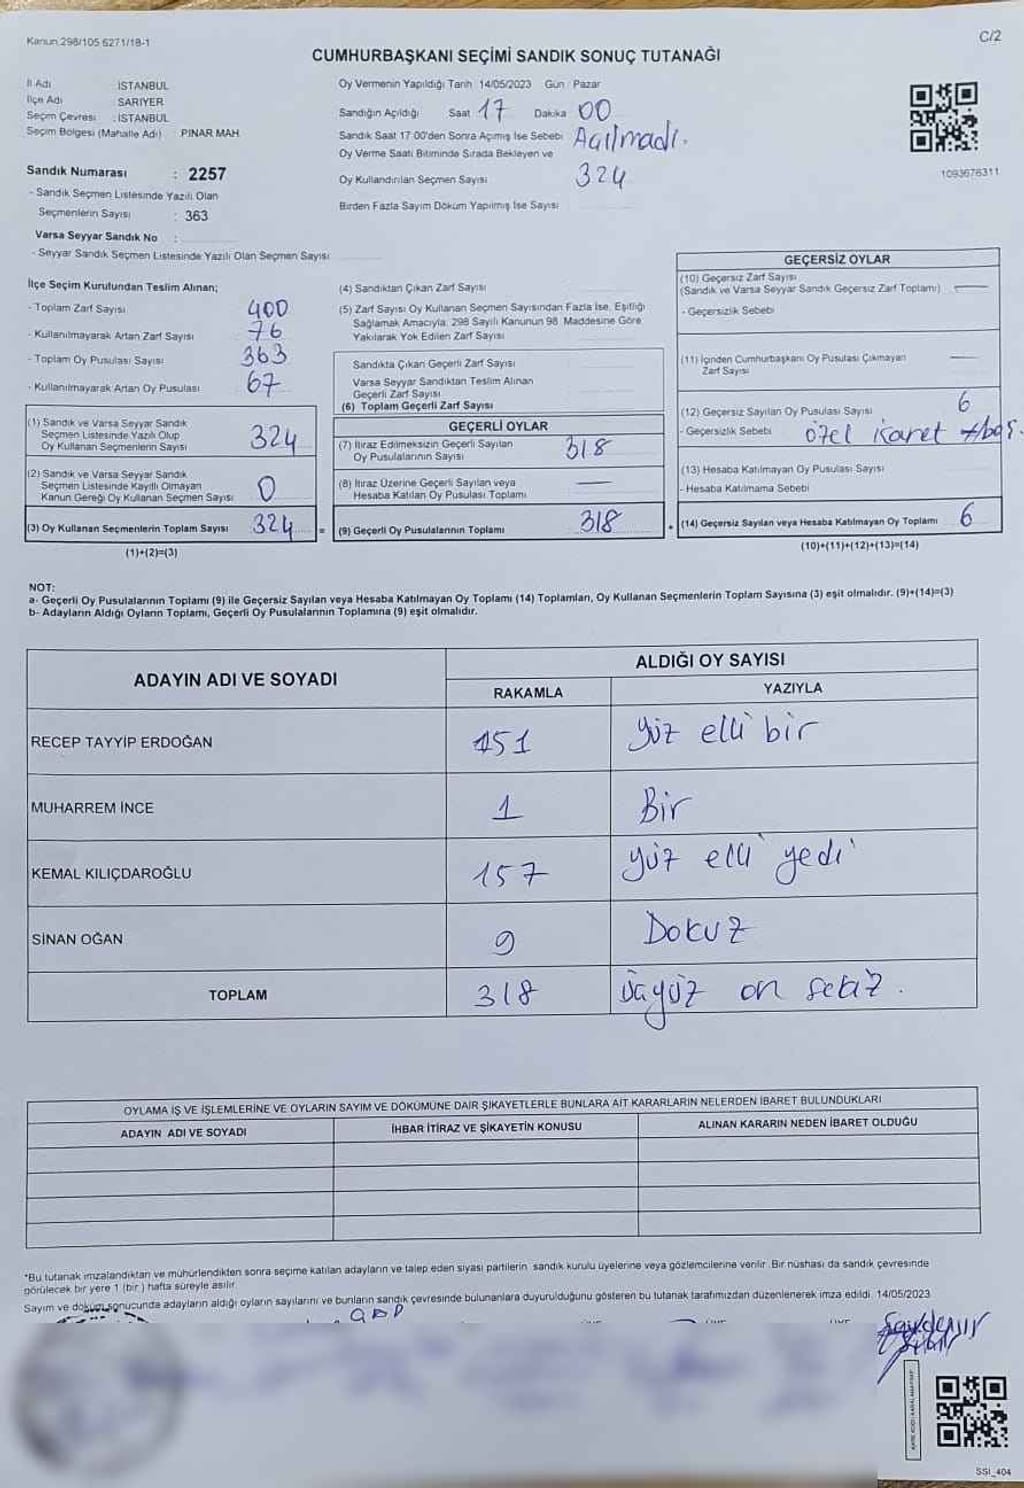 Kanun 298/105 6271/18-1
C/2
CUMHURBAŞKANI SEÇİMİ SANDIK SONUÇ TUTANAĞI
İl Adı : İSTANBUL
İlçe Adı : SARIYER
Seçim Çevresi : İSTANBUL
Seçim Bölgesi (Mahalle Adı) : PINAR MAH.
Sandık Numarası : 2257
- Sandık Seçmen Listesinde Yazılı Olan
Seçmenlerin Sayısı : 363
Varsa Seyyar Sandık No :
- Seyyar Sandık Seçmen Listesinde Yazılı Olan Seçmen Sayısı
Oy Vermenin Yapıldığı Tarih 14/05/2023 Gün : Pazar
Sandığın Açıldığı Saat 17 Dakika 00
Sandık Saat 17.00'den Sonra Açımış İse Sebebi Açılmadı.
Oy Verme Saati Bitiminde Sırada Bekleyen ve
Oy Kullandırılan Seçmen Sayısı 324
Birden Fazla Sayım Döküm Yapılmış İse Sayısı
1093676311
İlçe Seçim Kurulundan Teslim Alınan;
- Toplam Zarf Sayısı 400
- Kullanılmayarak Artan Zarf Sayısı 76
- Toplam Oy Pusulası Sayısı 363
- Kullanılmayarak Artan Oy Pusulası 67
(1) Sandık ve Varsa Seyyar Sandık
Seçmen Listesinde Yazılı Olup
Oy Kullanan Seçmenlerin Sayısı 324
(2) Sandık ve Varsa Seyyar Sandık
Seçmen Listesinde Kayıtlı Olmayan
Kanun Gereği Oy Kullanan Seçmen Sayısı 0
(3) Oy Kullanan Seçmenlerin Toplam Sayısı 324 =
(1)+(2)=(3)
(4) Sandıktan Çıkan Zarf Sayısı
(5) Zarf Sayısı Oy Kullanan Seçmen Sayısından Fazla İse, Eşitliği
Sağlamak Amacıyla, 298 Sayılı Kanunun 98. Maddesine Göre
Yakılarak Yok Edilen Zarf Sayısı
Sandıkta Çıkan Geçerli Zarf Sayısı
Varsa Seyyar Sandıktan Teslim Alınan
Geçerli Zarf Sayısı
(6) Toplam Geçerli Zarf Sayısı
GEÇERLİ OYLAR
(7) İtiraz Edilmeksizin Geçerli Sayılan
Oy Pusulalarının Sayısı 318
(8) İtiraz Üzerine Geçerli Sayılan veya
Hesaba Katılan Oy Pusulası Toplamı —
(9) Geçerli Oy Pusulalarının Toplamı 318 +
GEÇERSİZ OYLAR
(10) Geçersiz Zarf Sayısı
(Sandık ve Varsa Seyyar Sandık Geçersiz Zarf Toplamı) —
- Geçersizlik Sebebi
(11) İçinden Cumhurbaşkanı Oy Pusulası Çıkmayan
Zarf Sayısı —
(12) Geçersiz Sayılan Oy Pusulası Sayısı 6
- Geçersizlik Sebebi özel işaret
(13) Hesaba Katılmayan Oy Pusulası Sayısı
- Hesaba Katılmama Sebebi
(14) Geçersiz Sayılan veya Hesaba Katılmayan Oy Toplamı 6
(10)+(11)+(12)+(13)=(14)
NOT:
a- Geçerli Oy Pusulalarının Toplamı (9) ile Geçersiz Sayılan veya Hesaba Katılmayan Oy Toplamı (14) Toplamları, Oy Kullanan Seçmenlerin Toplam Sayısına (3) eşit olmalıdır. (9)+(14)=(3)
b- Adayların Aldığı Oyların Toplamı, Geçerli Oy Pusulalarının Toplamına (9) eşit olmalıdır.
ADAYIN ADI VE SOYADI
ALDIĞI OY SAYISI
RAKAMLA YAZIYLA
RECEP TAYYİP ERDOĞAN 151 yüz elli bir
MUHARREM İNCE 1 Bir
KEMAL KILIÇDAROĞLU 157 yüz elli yedi
SİNAN OĞAN 9 Dokuz
TOPLAM 318 üçyüz on sekiz.
OYLAMA İŞ VE İŞLEMLERİNE VE OYLARIN SAYIM VE DÖKÜMÜNE DAİR ŞİKAYETLERLE BUNLARA AİT KARARLARIN NELERDEN İBARET BULUNDUKLARI
ADAYIN ADI VE SOYADI İHBAR İTİRAZ VE ŞİKAYETİN KONUSU ALINAN KARARIN NEDEN İBARET OLDUĞU
*Bu tutanak imzalandıktan ve mühürlendikten sonra seçime katılan adayların ve talep eden siyasi partilerin sandık kurulu üyelerine veya gözlemcilerine verilir. Bir nüshası da sandık çevresinde
görülecek bir yere 1 (bir) hafta süreyle asılır.
Sayım ve döküm sonucunda adayların aldığı oyların sayılarını ve bunların sandık çevresinde bulunanlara duyurulduğunu gösteren bu tutanak tarafımızdan düzenlenerek imza edildi. 14/05/2023
SSI_404